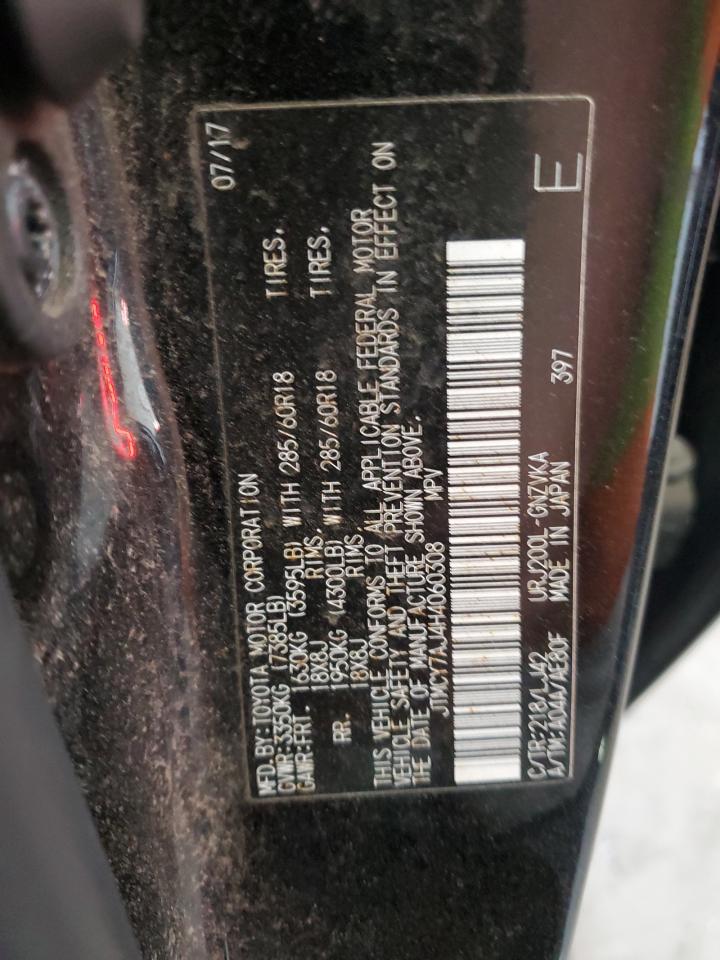 MFD. BY: TOYOTA MOTOR CORPORATION 07/17
GVWR: 3350KG (7385LB)
GAWR: FRT. 1630KG (3595LB) WITH 285/60R18 TIRES.
18X8J RIMS.
RR. 1950KG (4300LB) WITH 285/60R18 TIRES.
18X8J RIMS.
THIS VEHICLE CONFORMS TO ALL APPLICABLE FEDERAL MOTOR
VEHICLE SAFETY AND THEFT PREVENTION STANDARDS IN EFFECT ON
THE DATE OF MANUFACTURE SHOWN ABOVE.
JTMCY7AJ4H4060308 MPV
C/TR: 218/LJ42 URJ200L-GNZVKA 397
A/TM: A04A/AE80F MADE IN JAPAN E